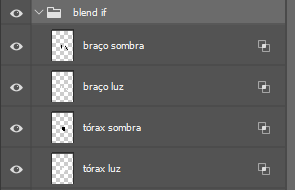 blend if
braço sombra
braço luz
tórax sombra
tórax luz